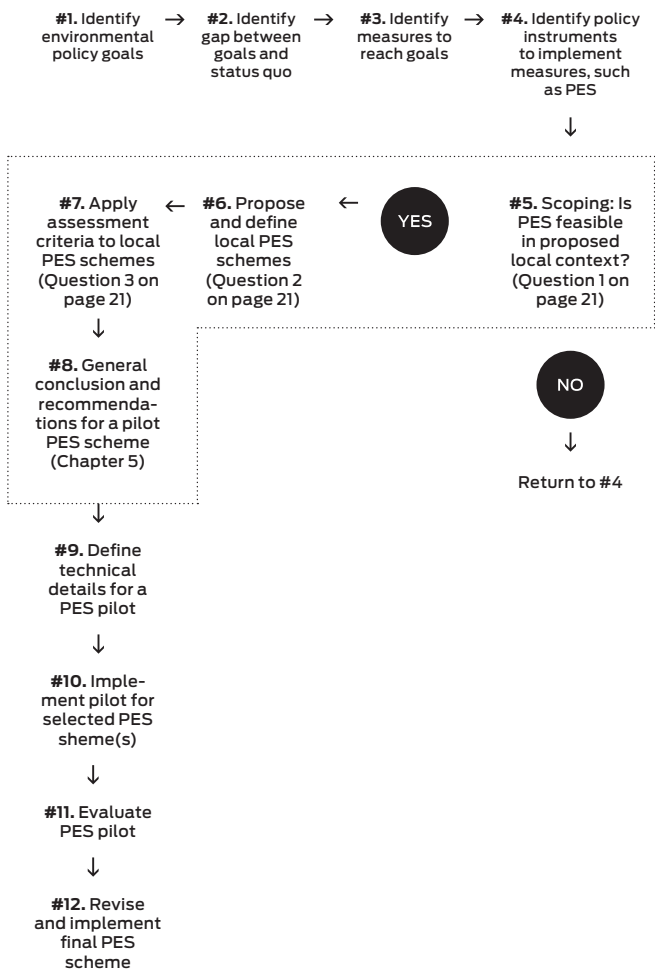 #1. Identify
environmental
policy goals
→
#2. Identify
gap between
goals and
status quo
→
#3. Identify
measures to
reach goals
→
#4. Identify policy
instruments
to implement
measures, such
as PES
↓
#5. Scoping: Is
PES feasible
in proposed
local context?
(Question 1 on
page 21)
YES
←
#6. Propose
and define
local PES
schemes
(Question 2
on page 21)
←
#7. Apply
assessment
criteria to local
PES schemes
(Question 3 on
page 21)
↓
#8. General
conclusion and
recommenda-
tions for a pilot
PES scheme
(Chapter 5)
NO
↓
Return to #4
↓
#9. Define
technical
details for a
PES pilot
↓
#10. Imple-
ment pilot for
selected PES
sheme(s)
↓
#11. Evaluate
PES pilot
↓
#12. Revise
and implement
final PES
scheme